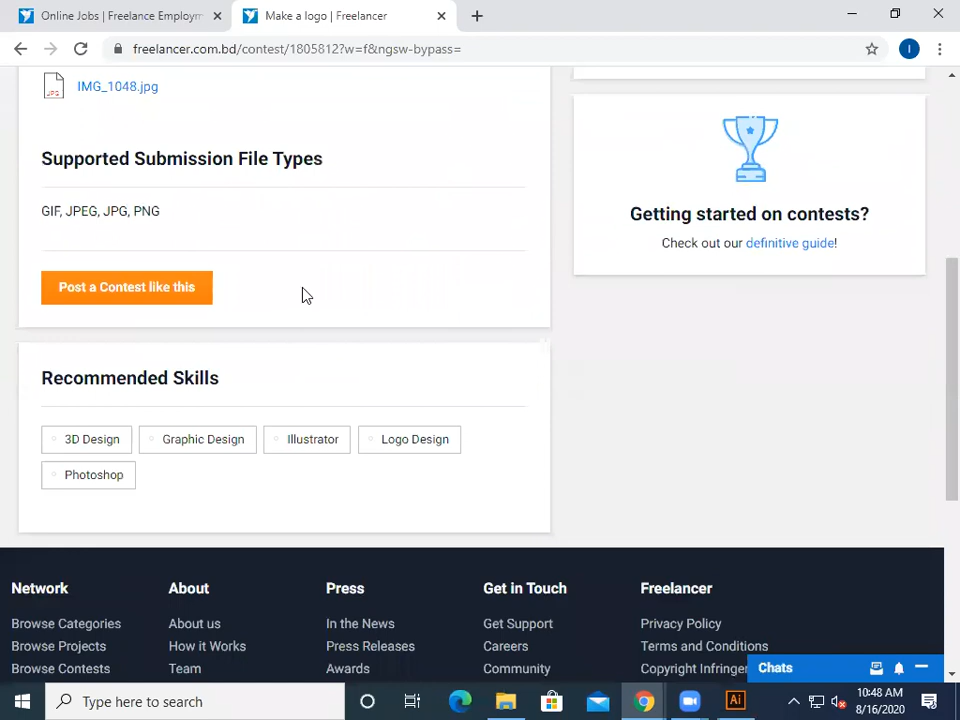 Online Jobs | Freelance Employm
Make a logo | Freelancer
freelancer.com.bd/contest/1805812?w=f&ngsw-bypass=
I
JPG
IMG_1048.jpg
Supported Submission File Types
GIF, JPEG, JPG, PNG
Post a Contest like this
Getting started on contests?
Check out our definitive guide!
Recommended Skills
3D Design
Graphic Design
Illustrator
Logo Design
Photoshop
Network
About
Press
Get in Touch
Freelancer
Browse Categories
About us
In the News
Get Support
Privacy Policy
Browse Projects
How it Works
Press Releases
Careers
Terms and Conditions
Browse Contests
Team
Awards
Community
Copyright Infringer
Chats
Type here to search
Ai
10:48 AM
8/16/2020